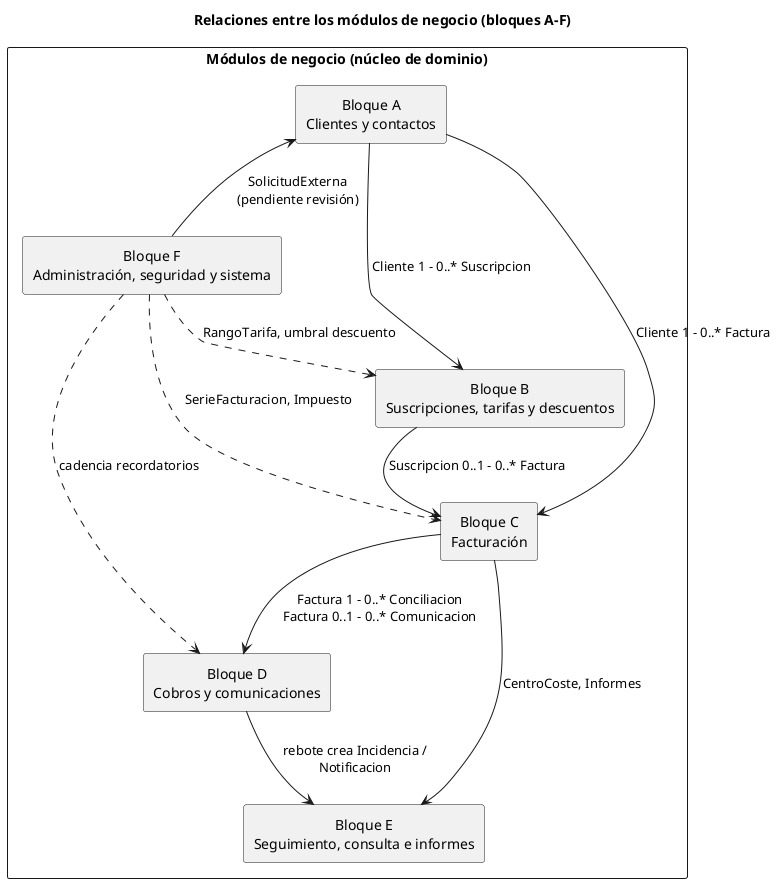 Relaciones entre los módulos de negocio (bloques A-F)
Módulos de negocio (núcleo de dominio)
Bloque A
Clientes y contactos
SolicitudExterna
(pendiente revisión)
Bloque F
Administración, seguridad y sistema
Cliente 1 - 0..* Suscripcion
RangoTarifa, umbral descuento
Cliente 1 - 0..* Factura
Bloque B
Suscripciones, tarifas y descuentos
SerieFacturacion, Impuesto
cadencia recordatorios
Suscripcion 0..1 - 0..* Factura
Bloque C
Facturación
Factura 1 - 0..* Conciliacion
Factura 0..1 - 0..* Comunicacion
Bloque D
Cobros y comunicaciones
CentroCoste, Informes
rebote crea Incidencia /
Notificacion
Bloque E
Seguimiento, consulta e informes